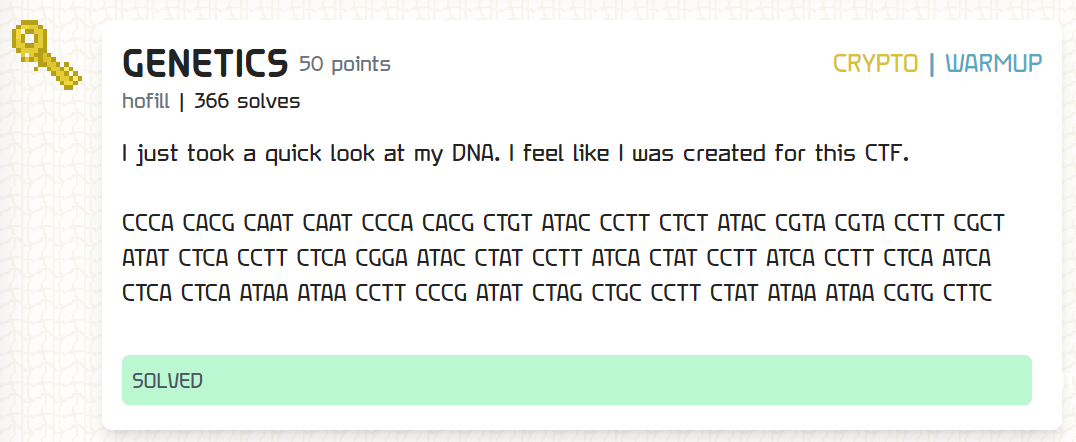 GENETICS 50 points CRYPTO | WARMUP
hofill | 366 solves
I just took a quick look at my DNA. I feel like I was created for this CTF.
CCCA CACG CAAT CAAT CCCA CACG CTGT ATAC CCTT CTCT ATAC CGTA CGTA CCTT CGCT
ATAT CTCA CCTT CTCA CGGA ATAC CTAT CCTT ATCA CTAT CCTT ATCA CCTT CTCA ATCA
CTCA CTCA ATAA ATAA CCTT CCCG ATAT CTAG CTGC CCTT CTAT ATAA ATAA CGTG CTTC
SOLVED